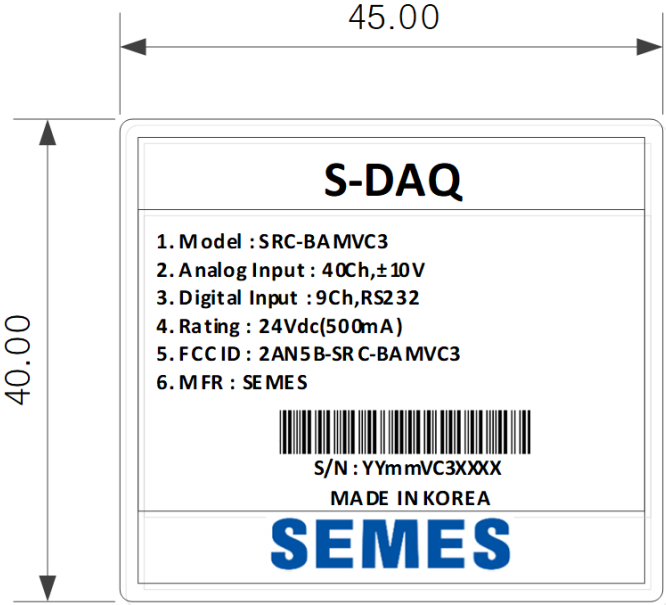 45.00
40.00
S-DAQ
1. Model : SRC-BAMVC3
2. Analog Input : 40Ch,±10V
3. Digital Input : 9Ch,RS232
4. Rating : 24Vdc(500mA)
5. FCC ID : 2AN5B-SRC-BAMVC3
6. MFR : SEMES
S/N : YYmmVC3XXXX
MADE IN KOREA
SEMES